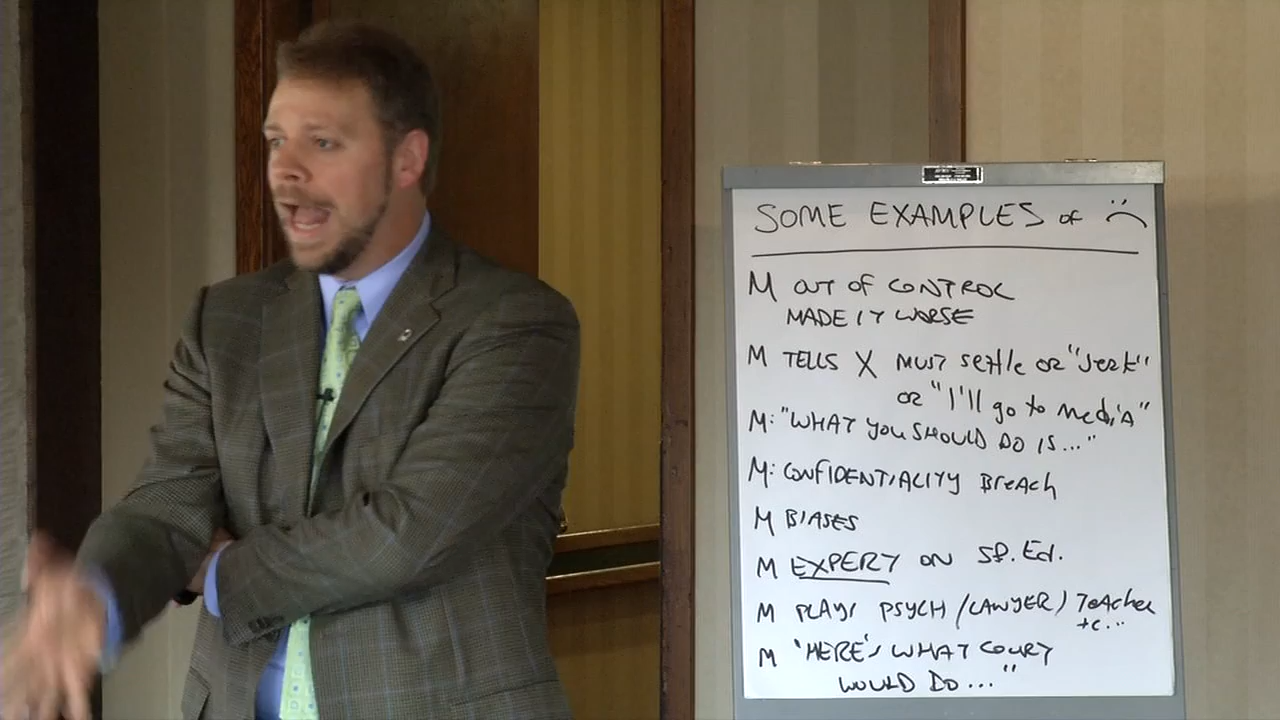 SOME EXAMPLES OF
M OUT OF CONTROL
MADE IT WORSE
M TELLS X MUST settle or "Jerk"
or "I'll go to media"
M: "WHAT YOU SHOULD DO IS..."
M: CONFIDENTIALITY BreAch
M BIASES
M EXPERT ON Sp. Ed.
M PLAYS PSYCH /LAWYER) TeAcher
tc...
M 'HERE'S WHAT COURT
WOULD DO..."